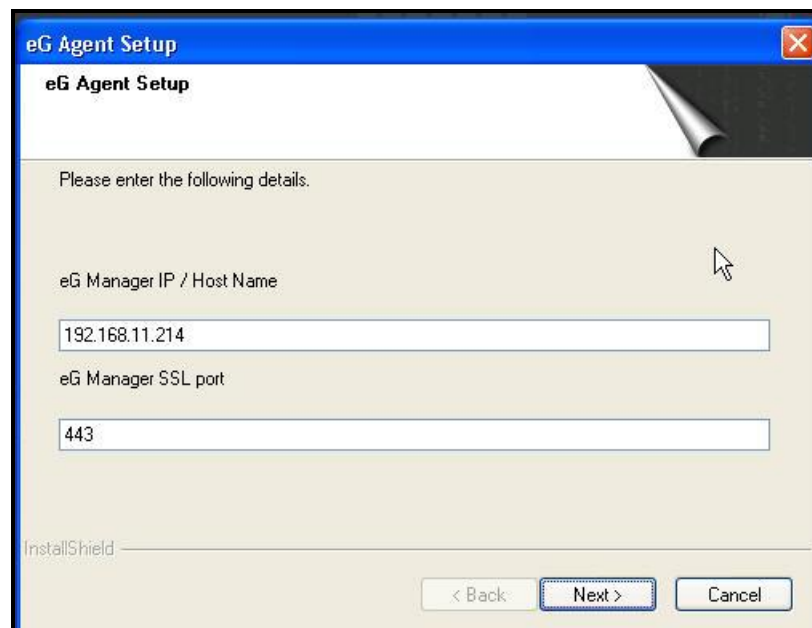 eG Agent Setup
eG Agent Setup
Please enter the following details.
eG Manager IP / Host Name
192.168.11.214
eG Manager SSL port
443
InstallShield
< Back Next > Cancel